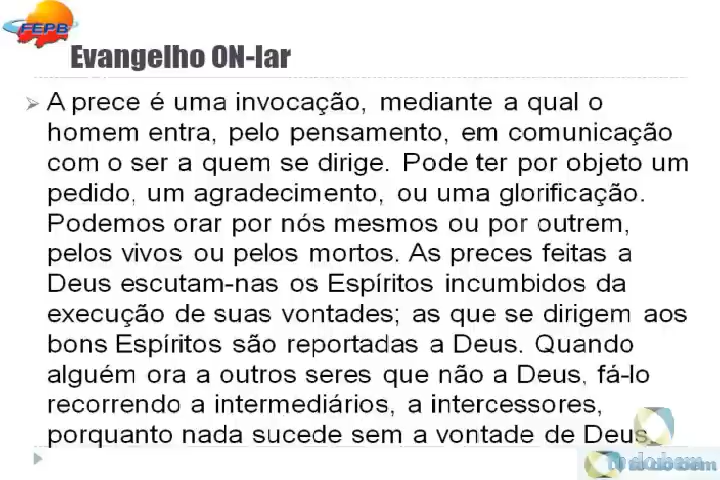 FEPB
Evangelho ON-lar
A prece é uma invocação, mediante a qual o
homem entra, pelo pensamento, em comunicação
com o ser a quem se dirige. Pode ter por objeto um
pedido, um agradecimento, ou uma glorificação.
Podemos orar por nós mesmos ou por outrem,
pelos vivos ou pelos mortos. As preces feitas a
Deus escutam-nas os Espíritos incumbidos da
execução de suas vontades; as que se dirigem aos
bons Espíritos são reportadas a Deus. Quando
alguém ora a outros seres que não a Deus, fá-lo
recorrendo a intermediários, a intercessores,
porquanto nada sucede sem a vontade de Deus.
do bem